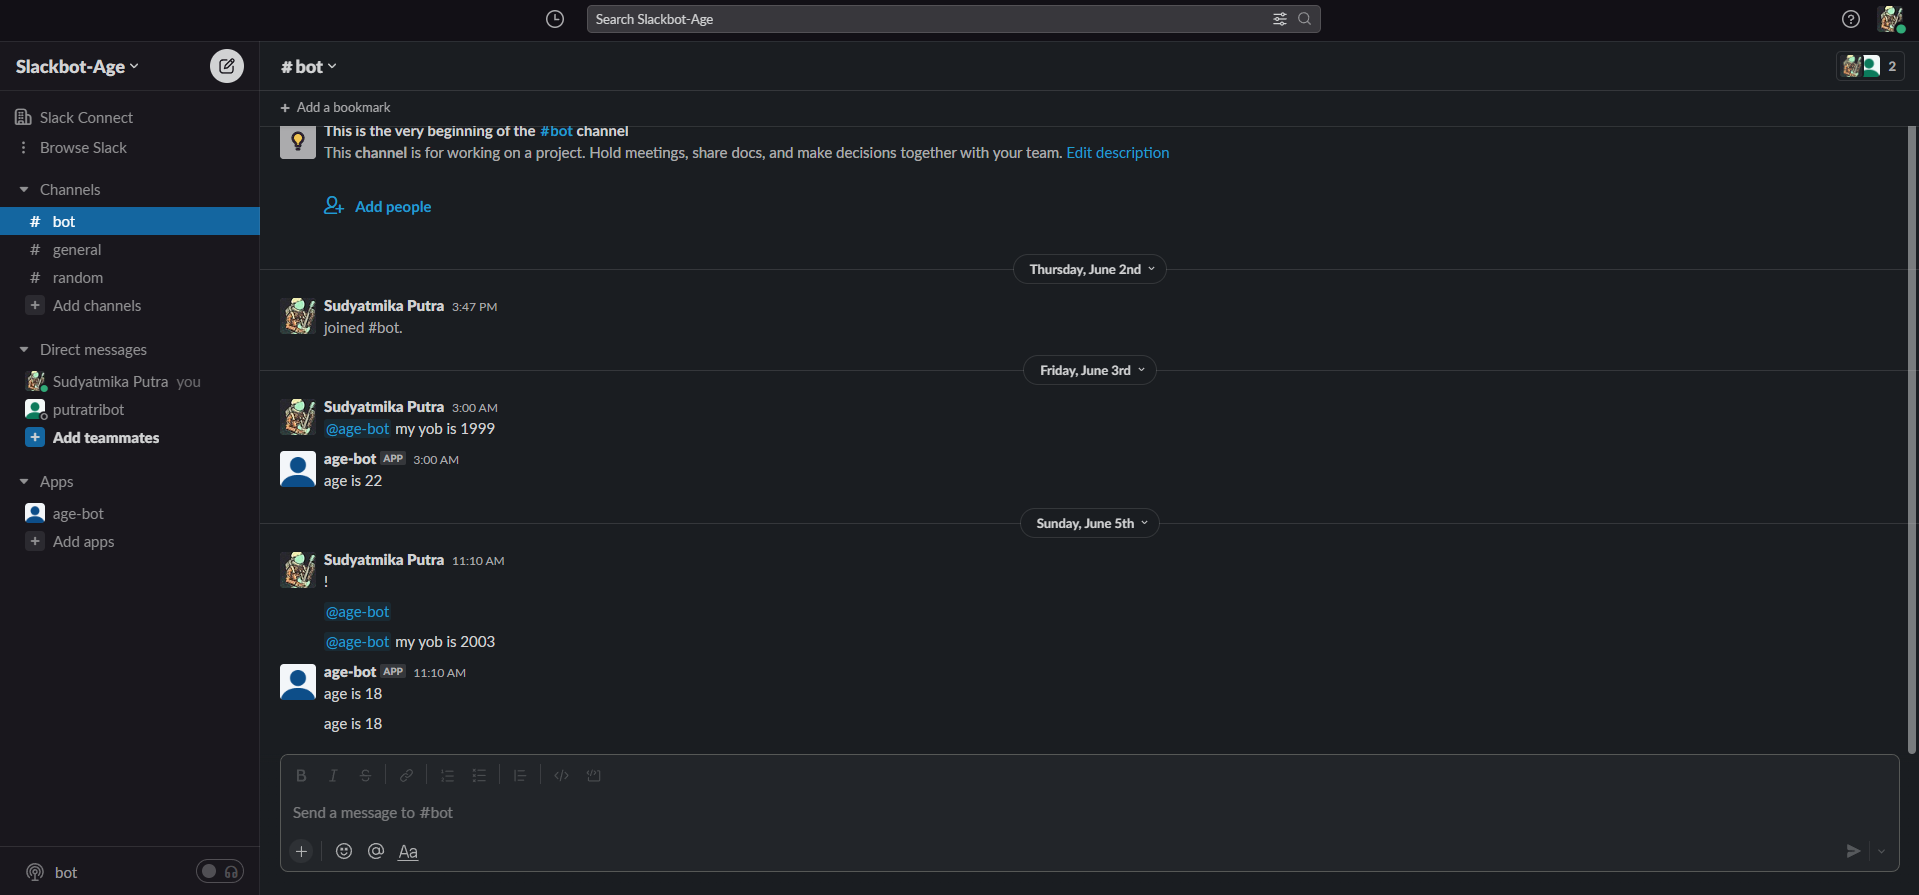 Search Slackbot-Age
Slackbot-Age
# bot
2
Slack Connect
Browse Slack
Channels
# bot
# general
# random
+ Add channels
Direct messages
Sudyatmika Putra you
putratribot
+ Add teammates
Apps
age-bot
+ Add apps
bot
+ Add a bookmark
This is the very beginning of the #bot channel
This channel is for working on a project. Hold meetings, share docs, and make decisions together with your team. Edit description
Add people
Thursday, June 2nd
Sudyatmika Putra 3:47 PM
joined #bot.
Friday, June 3rd
Sudyatmika Putra 3:00 AM
@age-bot my yob is 1999
age-bot APP 3:00 AM
age is 22
Sunday, June 5th
Sudyatmika Putra 11:10 AM
!
@age-bot
@age-bot my yob is 2003
age-bot APP 11:10 AM
age is 18
age is 18
B I S
Send a message to #bot
+ @ Aa